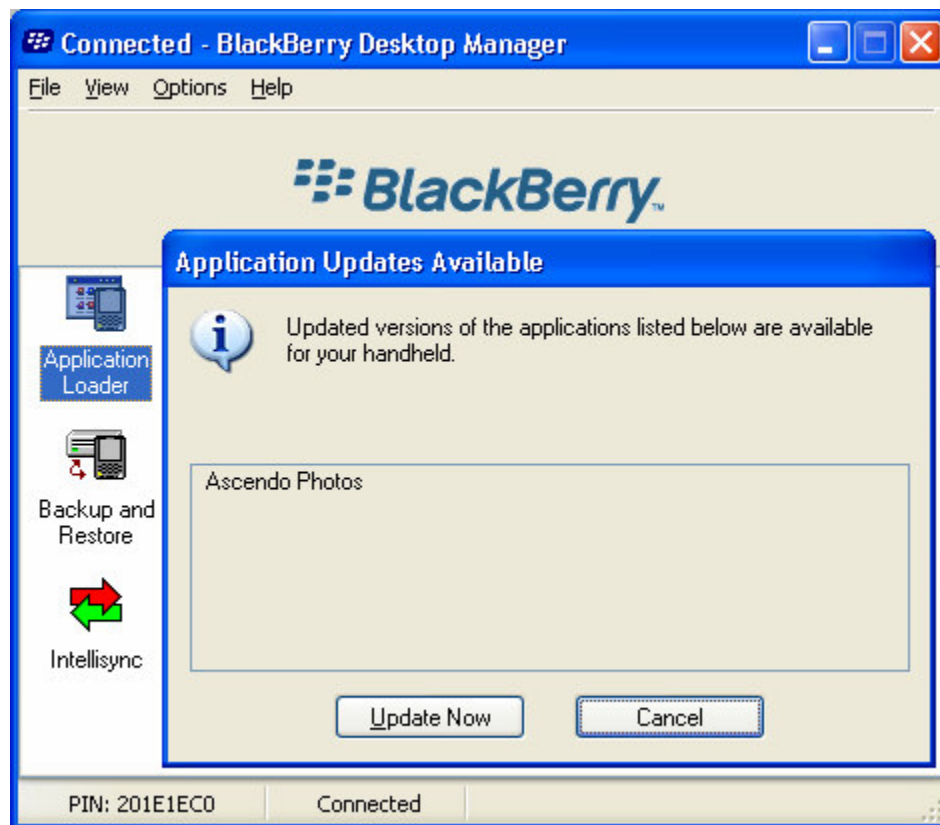 Connected - BlackBerry Desktop Manager
File View Options Help
BlackBerry™
Application Updates Available
Updated versions of the applications listed below are available
for your handheld.
Application
Loader
Ascendo Photos
Backup and
Restore
Intellisync
Update Now Cancel
PIN: 201E1EC0 Connected